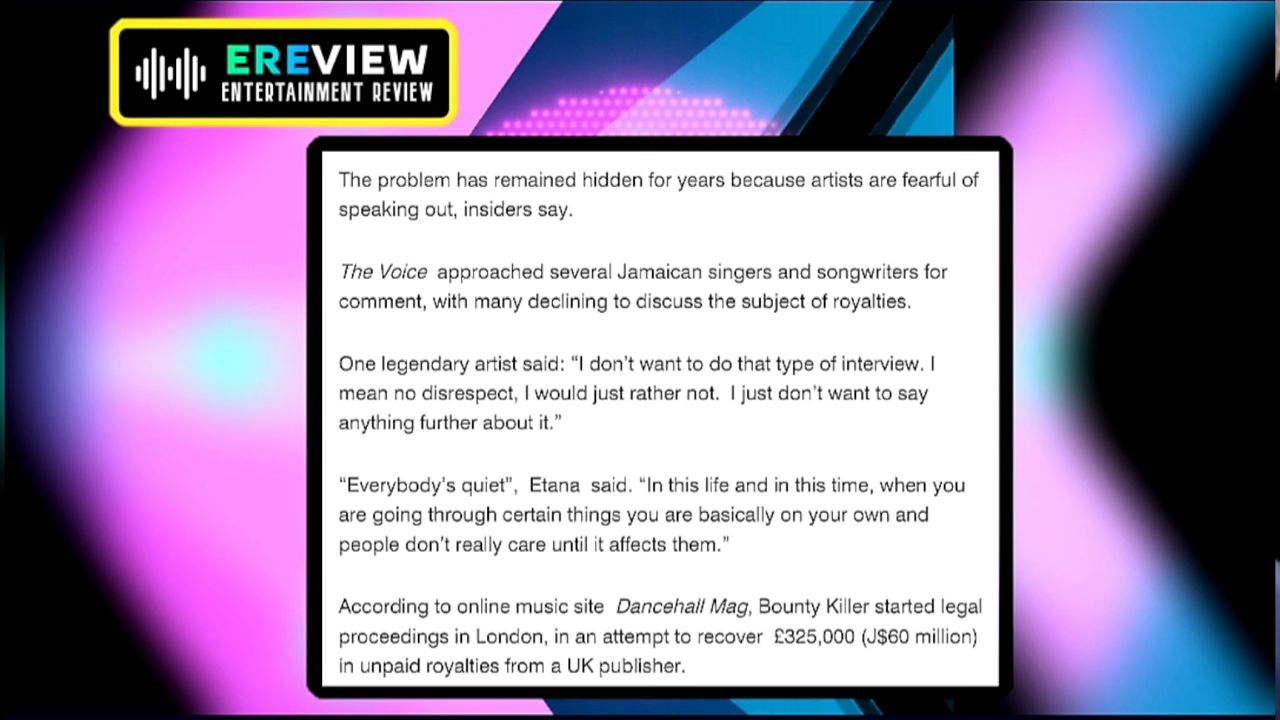 EREVIEW
ENTERTAINMENT REVIEW
The problem has remained hidden for years because artists are fearful of
speaking out, insiders say.
The Voice approached several Jamaican singers and songwriters for
comment, with many declining to discuss the subject of royalties.
One legendary artist said: “I don’t want to do that type of interview. I
mean no disrespect, I would just rather not. I just don’t want to say
anything further about it.”
“Everybody’s quiet”, Etana said. “In this life and in this time, when you
are going through certain things you are basically on your own and
people don’t really care until it affects them.”
According to online music site Dancehall Mag, Bounty Killer started legal
proceedings in London, in an attempt to recover £325,000 (J$60 million)
in unpaid royalties from a UK publisher.